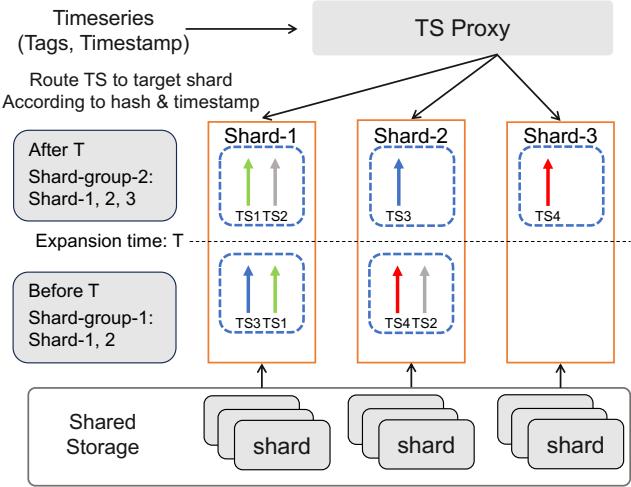 Timeseries
(Tags, Timestamp)
TS Proxy
Route TS to target shard
According to hash & timestamp
Shard-1
Shard-2
Shard-3
After T
Shard-group-2:
Shard-1, 2, 3
TS1 TS2
TS3
TS4
Expansion time: T
Before T
Shard-group-1:
Shard-1, 2
TS3 TS1
TS4 TS2
Shared
Storage
shard
shard
shard